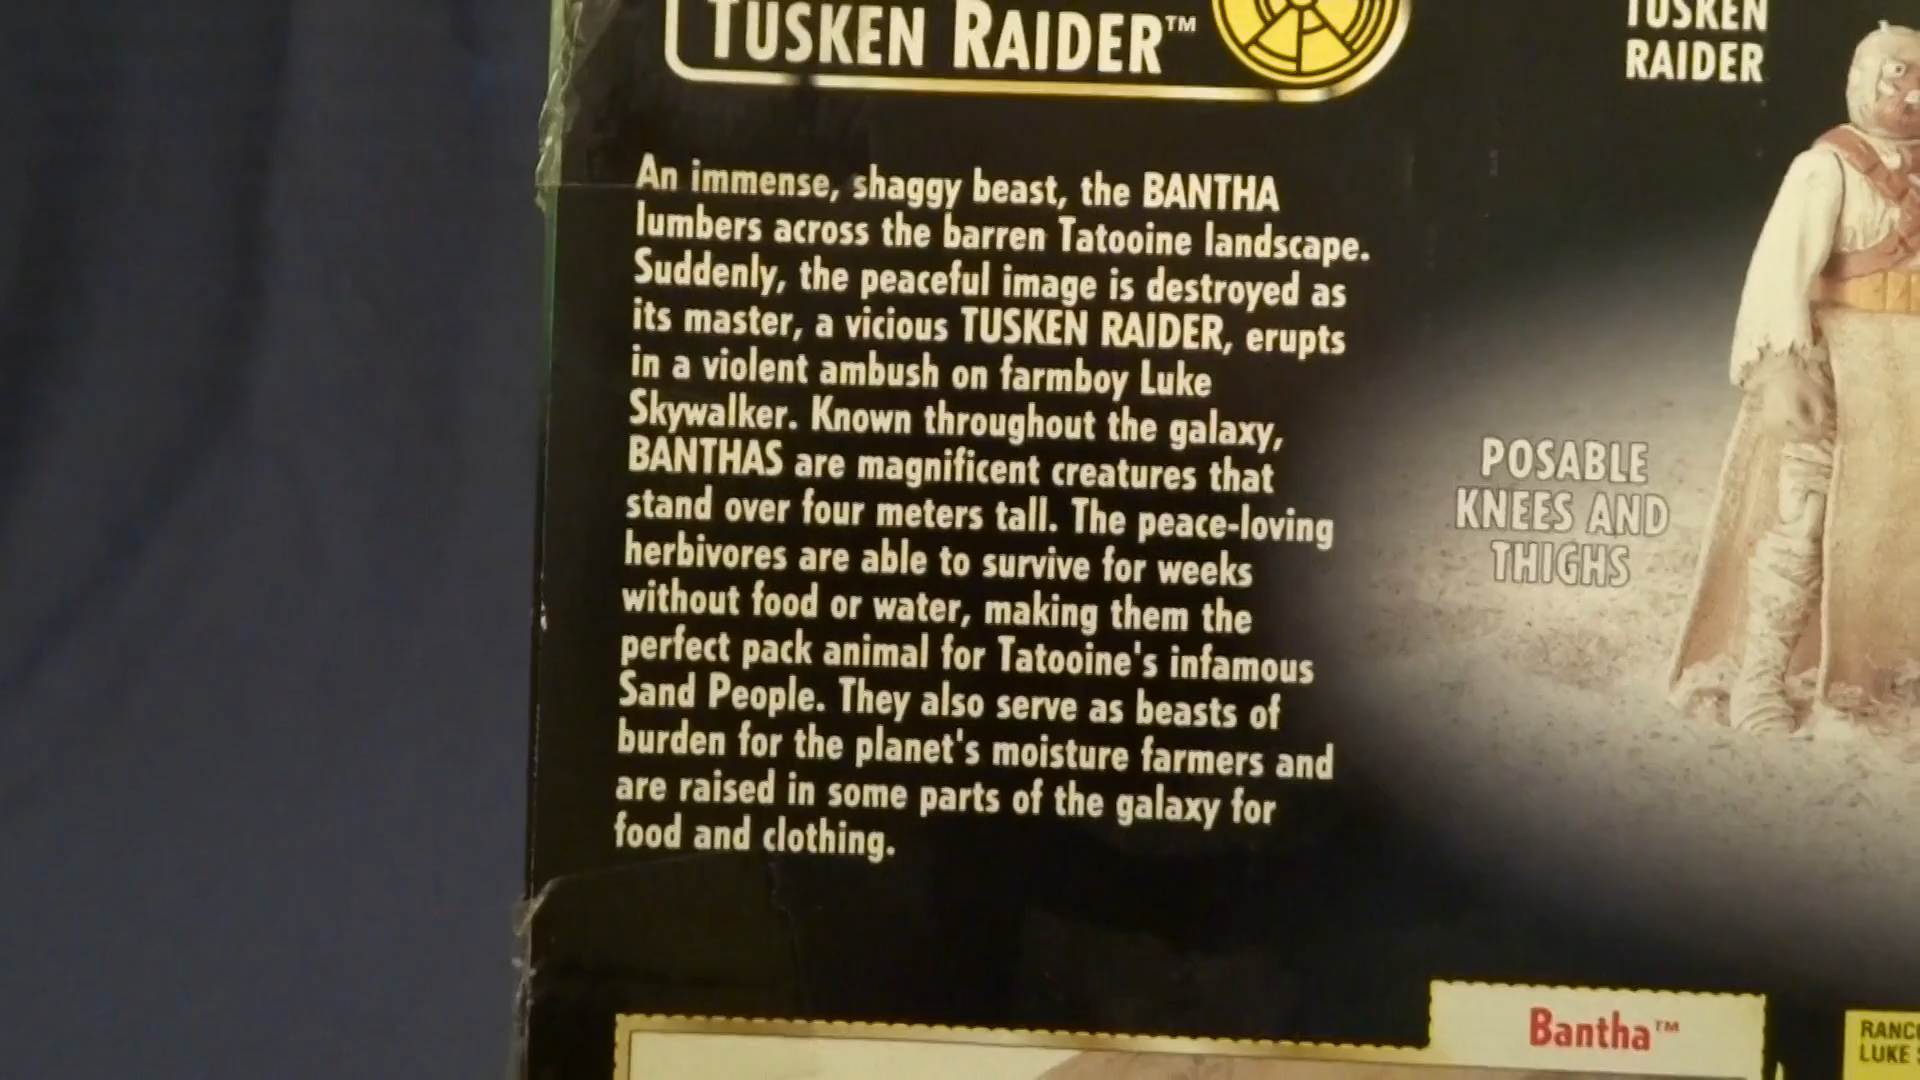 TUSKEN RAIDER™
An immense, shaggy beast, the BANTHA
lumbers across the barren Tatooine landscape.
Suddenly, the peaceful image is destroyed as
its master, a vicious TUSKEN RAIDER, erupts
in a violent ambush on farmboy Luke
Skywalker. Known throughout the galaxy,
BANTHAS are magnificent creatures that
stand over four meters tall. The peace-loving
herbivores are able to survive for weeks
without food or water, making them the
perfect pack animal for Tatooine's infamous
Sand People. They also serve as beasts of
burden for the planet's moisture farmers and
are raised in some parts of the galaxy for
food and clothing.
TUSKEN
RAIDER
POSABLE
KNEES AND
THIGHS
Bantha™
LUKE